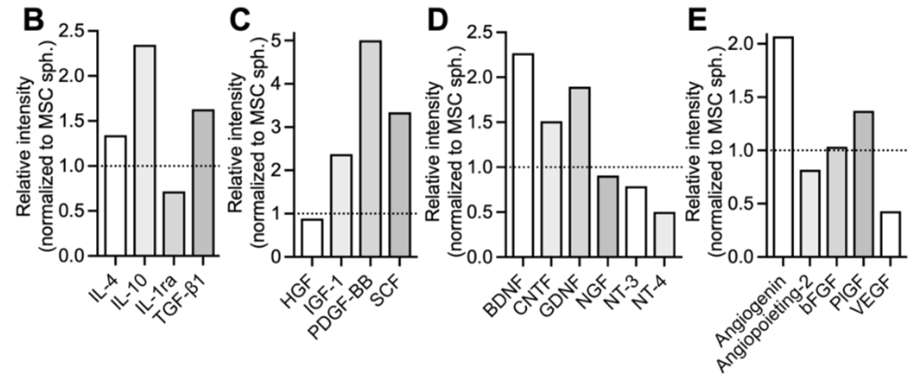 B
Relative intensity
(normalized to MSC sph.)
2.5
2.0
1.5
1.0
0.5
0.0
IL-4
IL-10
IL-1ra
TGF-β1
C
Relative intensity
(normalized to MSC sph.)
5
4
3
2
1
0
HGF
IGF-1
PDGF-BB
SCF
D
Relative intensity
(normalized to MSC sph.)
2.5
2.0
1.5
1.0
0.5
0.0
BDNF
CNTF
GDNF
NGF
NT-3
NT-4
E
Relative intensity
(normalized to MSC sph.)
2.0
1.5
1.0
0.5
0.0
Angiogenin
Angiopoieting-2
bFGF
PlGF
VEGF